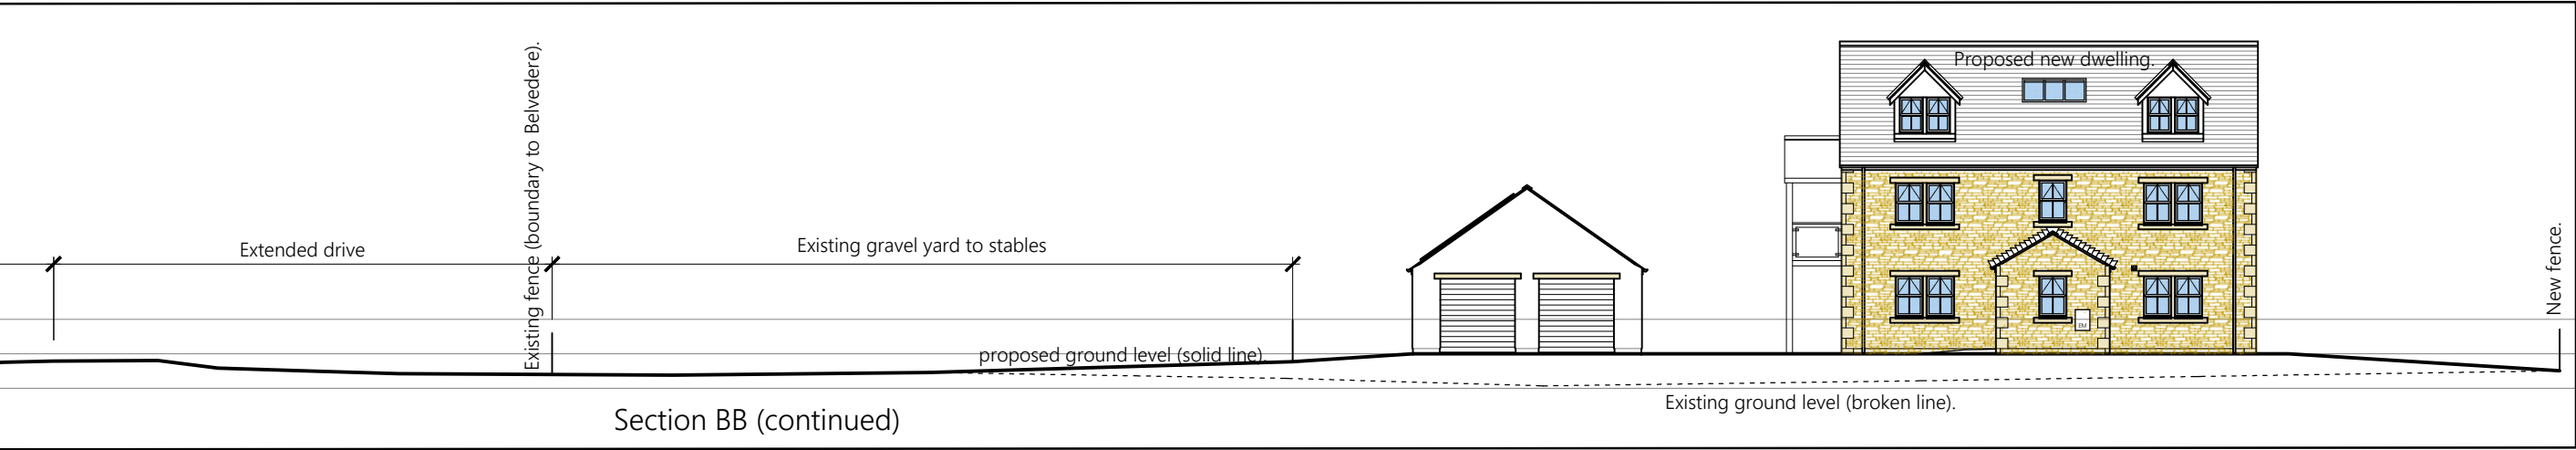 Existing fence (boundary to Belvedere).
Proposed new dwelling.
Extended drive
Existing gravel yard to stables
New fence.
EM
proposed ground level (solid line).
Existing ground level (broken line).
Section BB (continued)